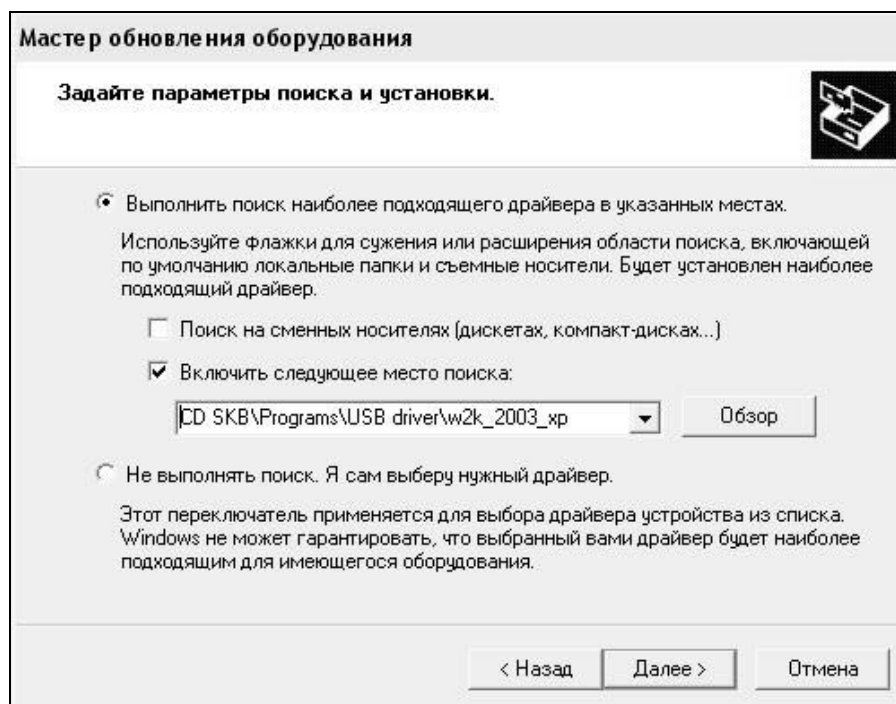 Мастер обновления оборудования
Задайте параметры поиска и установки.
Выполнить поиск наиболее подходящего драйвера в указанных местах.
Используйте флажки для сужения или расширения области поиска, включающей
по умолчанию локальные папки и съемные носители. Будет установлен наиболее
подходящий драйвер.
Поиск на сменных носителях (дискетах, компакт-дисках...)
Включить следующее место поиска:
CD SKB\Programs\USB driver\w2k_2003_xp
Обзор
Не выполнять поиск. Я сам выберу нужный драйвер.
Этот переключатель применяется для выбора драйвера устройства из списка.
Windows не может гарантировать, что выбранный вами драйвер будет наиболее
подходящим для имеющегося оборудования.
< Назад
Далее >
Отмена